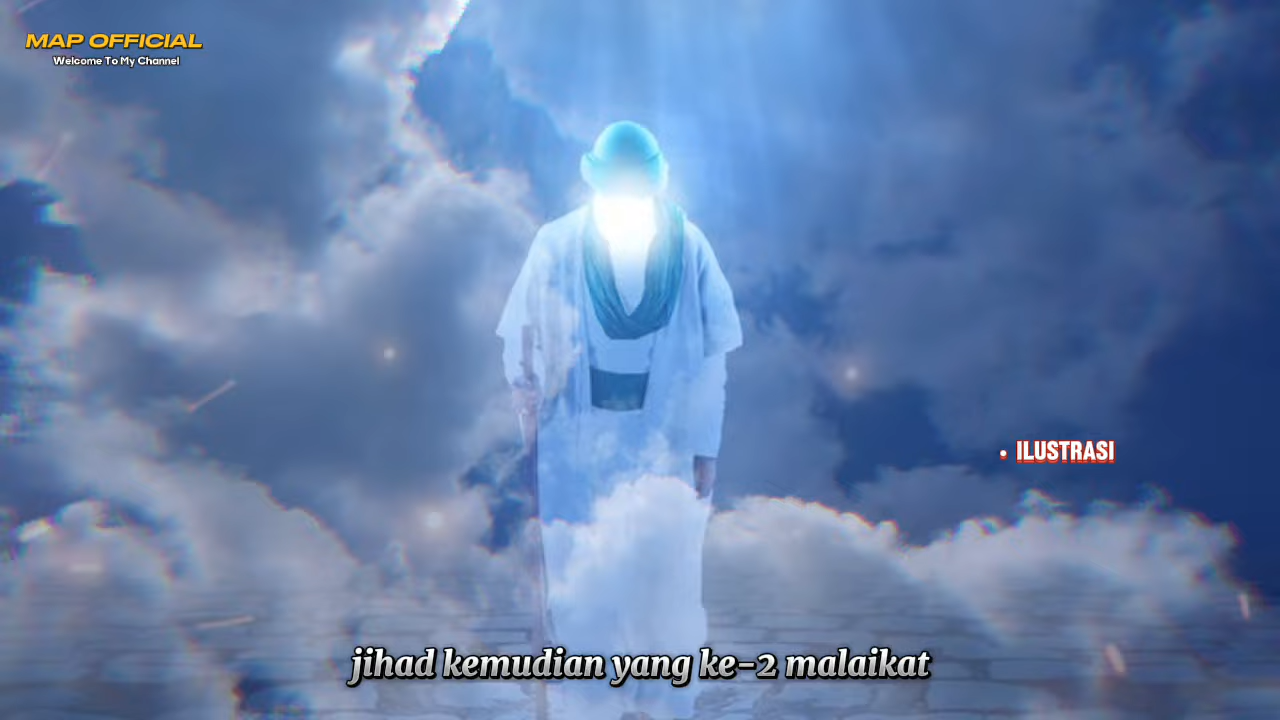 MAP OFFICIAL
Welcome To My Channel
• ILUSTRASI
jihad kemudian yang ke-2 malaikat